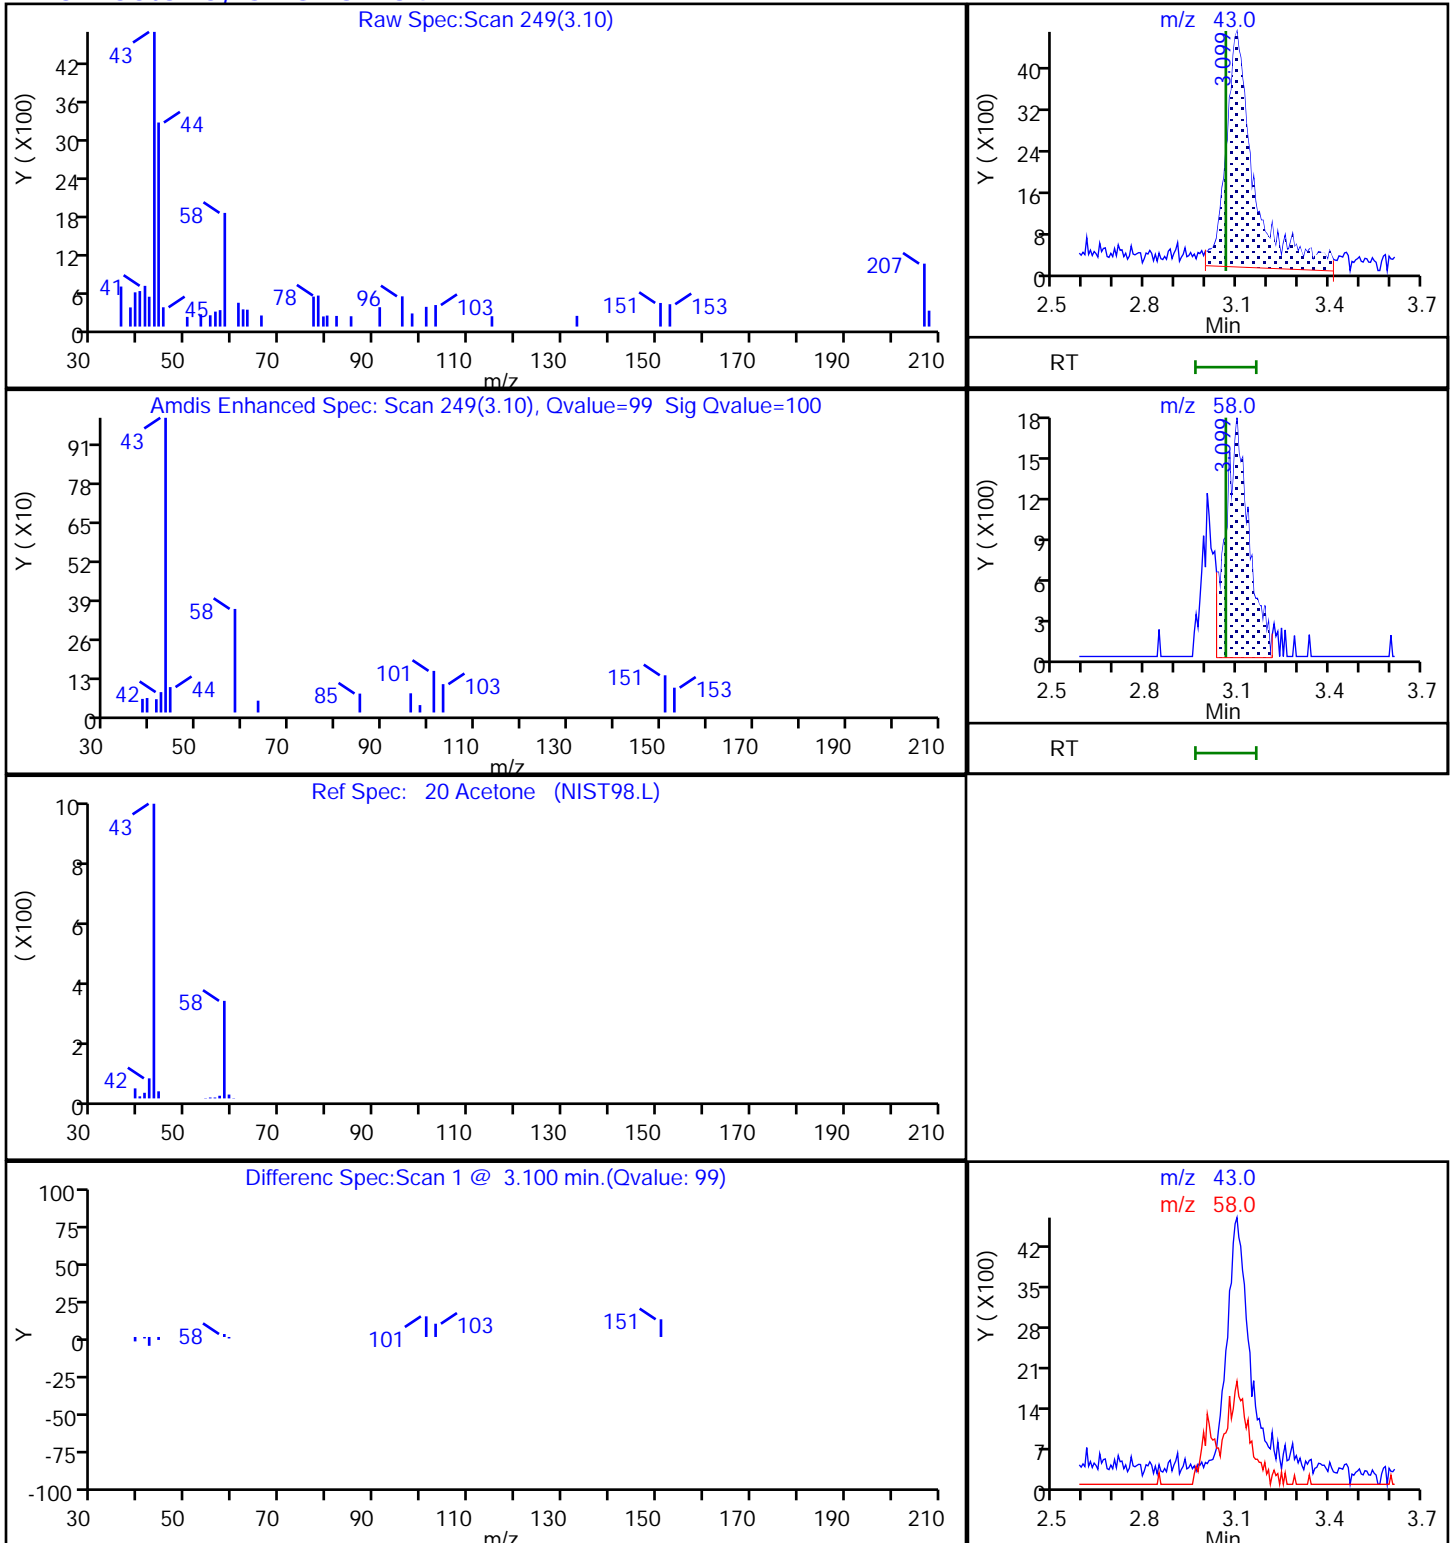 Raw Spec:Scan 249(3.10)
Y ( X100)
42
36
30
24
18
12
6
0
43
44
58
41
45
78
96
103
151
153
207
30 50 70 90 110 130 150 170 190 210
m/z
m/z 43.0
Y ( X100)
40
32
24
16
8
0
3.099
2.5 2.8 3.1 3.4 3.7
Min
RT
Amdis Enhanced Spec: Scan 249(3.10), Qvalue=99 Sig Qvalue=100
Y ( X10)
91
78
65
52
39
26
13
0
43
58
42
44
85
101
103
151
153
30 50 70 90 110 130 150 170 190 210
m/z
m/z 58.0
Y ( X100)
18
15
12
9
6
3
0
3.099
2.5 2.8 3.1 3.4 3.7
Min
RT
Ref Spec: 20 Acetone (NIST98.L)
( X100)
10
8
6
4
2
0
43
58
42
30 50 70 90 110 130 150 170 190 210
Differenc Spec:Scan 1 @ 3.100 min.(Qvalue: 99)
Y
100
75
50
25
0
-25
-50
-75
-100
58
101
103
151
30 50 70 90 110 130 150 170 190 210
m/z
m/z 43.0
m/z 58.0
Y ( X100)
42
35
28
21
14
7
0
2.5 2.8 3.1 3.4 3.7
Min